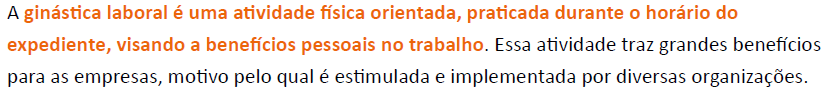 A ginástica laboral é uma atividade física orientada, praticada durante o horário do
expediente, visando a benefícios pessoais no trabalho. Essa atividade traz grandes benefícios
para as empresas, motivo pelo qual é estimulada e implementada por diversas organizações.